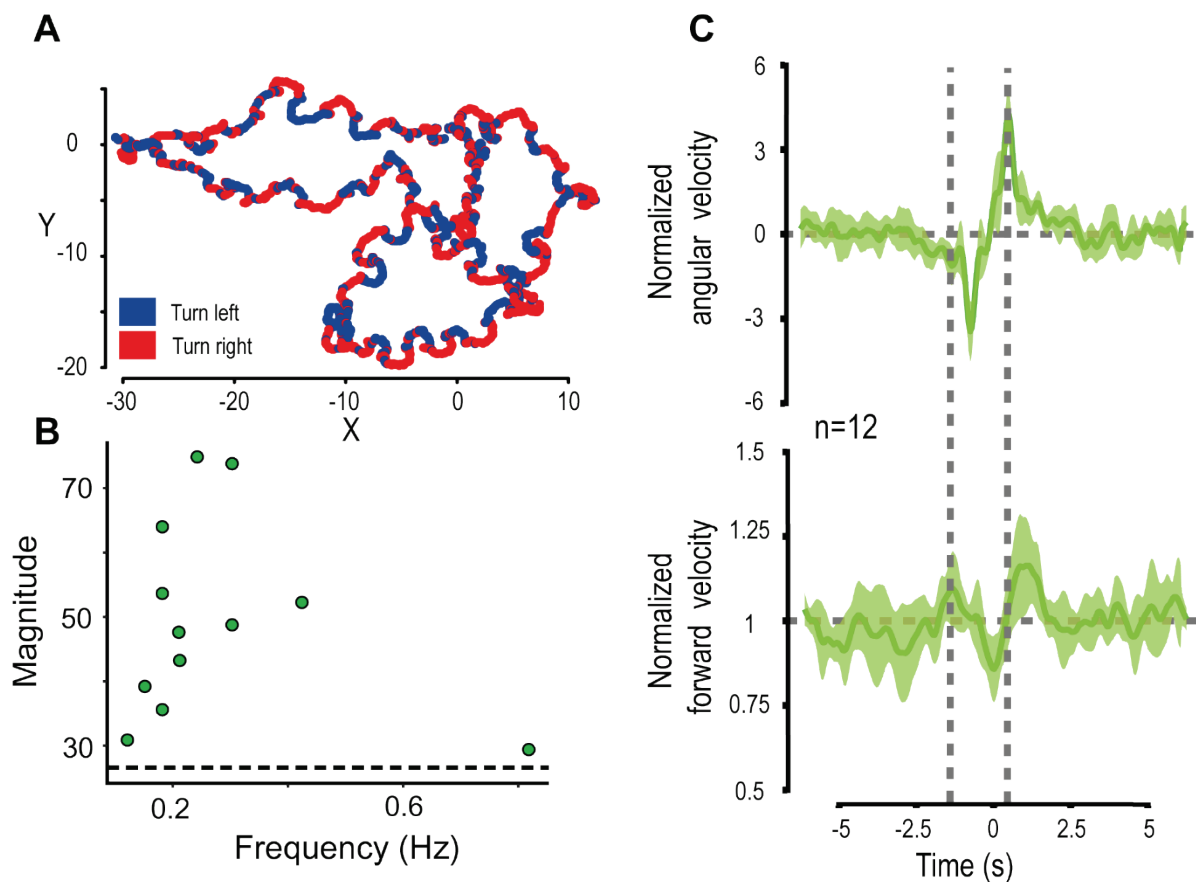 A
0
Y
-10
-20
Turn left
Turn right
-30
-20
-10
0
10
X
B
70
50
30
Magnitude
0.2
0.6
Frequency (Hz)
C
6
3
0
-3
-6
Normalized
angular velocity
n=12
1.5
1.25
1
0.75
0.5
Normalized
forward velocity
-5
-2.5
0
2.5
5
Time (s)